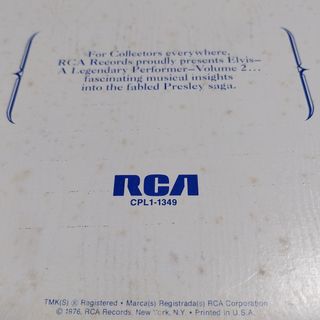 For Collectors everywhere,
RCA Records proudly presents Elvis–
A Legendary Performer–Volume 2...
fascinating musical insights
into the fabled Presley saga.
RCA
CPL1-1349
TMK(S) ® Registered • Marca(s) Registrada(s) RCA Corporation
© 1976, RCA Records, New York, N.Y. • Printed in U.S.A.